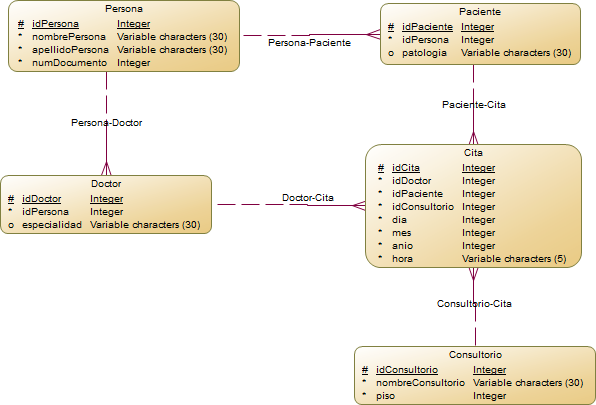 Persona
# idPersona Integer
* nombrePersona Variable characters (30)
* apellidoPersona Variable characters (30)
* numDocumento Integer
Persona-Paciente
Paciente
# idPaciente Integer
* idPersona Integer
o patologia Variable characters (30)
Persona-Doctor
Paciente-Cita
Doctor
# idDoctor Integer
* idPersona Integer
o especialidad Variable characters (30)
Doctor-Cita
Cita
# idCita Integer
* idDoctor Integer
* idPaciente Integer
* idConsultorio Integer
* dia Integer
* mes Integer
* anio Integer
* hora Variable characters (5)
Consultorio-Cita
Consultorio
# idConsultorio Integer
* nombreConsultorio Variable characters (30)
* piso Integer